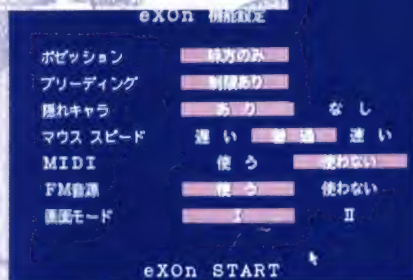 eXOn 機能設定
ポゼッション 味方のみ
ブリーディング 制限あり
隠れキャラ あり なし
マウス スピード 遅い 普通 速い
MIDI 使う 使わない
FM音源 使う 使わない
画面モード I II
eXOn START